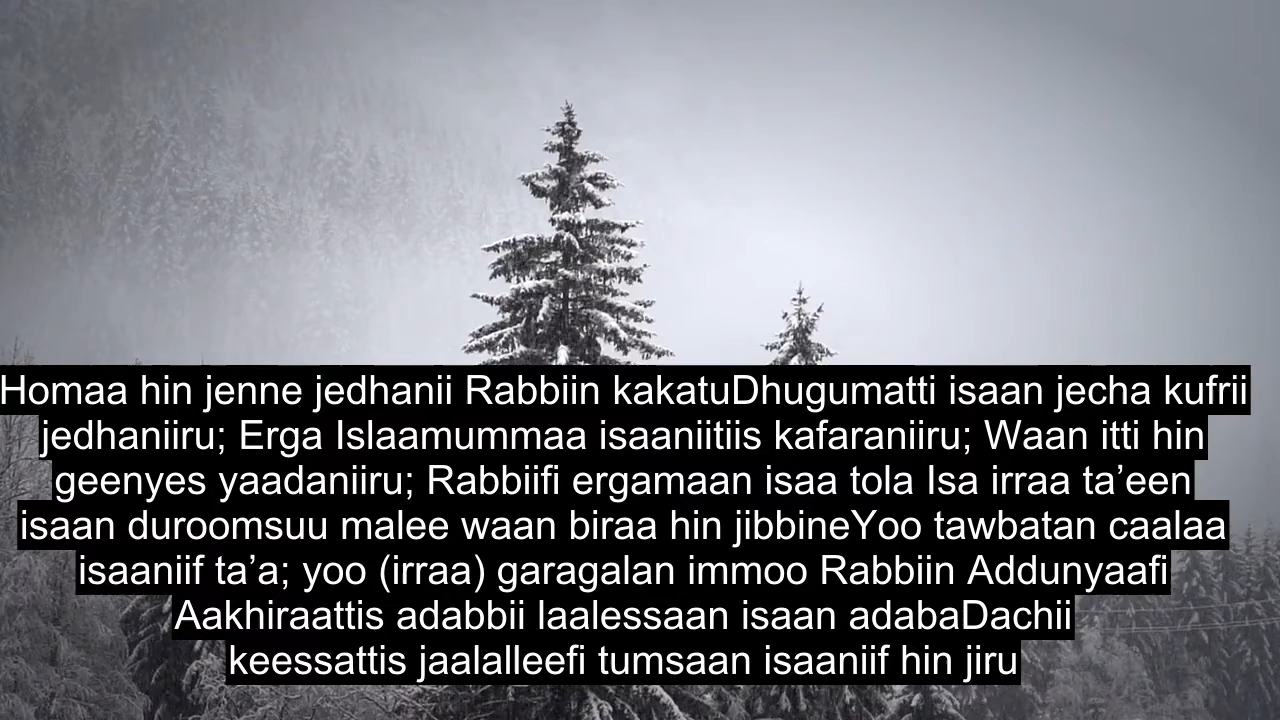 Homaa hin jenne jedhanii Rabbiin kakatuDhugumatti isaan jecha kufrii
jedhaniiru; Erga Islaamummaa isaaniitiis kafaraniiru; Waan itti hin
geenyes yaadaniiru; Rabbiifi ergamaan isaa tola Isa irraa ta’een
isaan duroomsuu malee waan biraa hin jibbineYoo tawbatan caalaa
isaaniif ta’a; yoo (irraa) garagalan immoo Rabbiin Addunyaafi
Aakhiraattis adabbii laalessaan isaan adabaDachii
keessattis jaalalleefi tumsaan isaaniif hin jiru